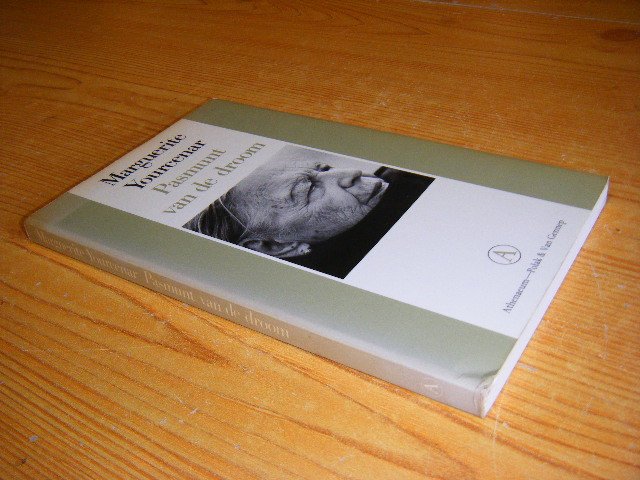 Marguerite
Yourcenar
Pasmunt
van de droom
A
Athenaeum—Polak & Van Gennep
Marguerite Yourcenar Pasmunt van de droom
A